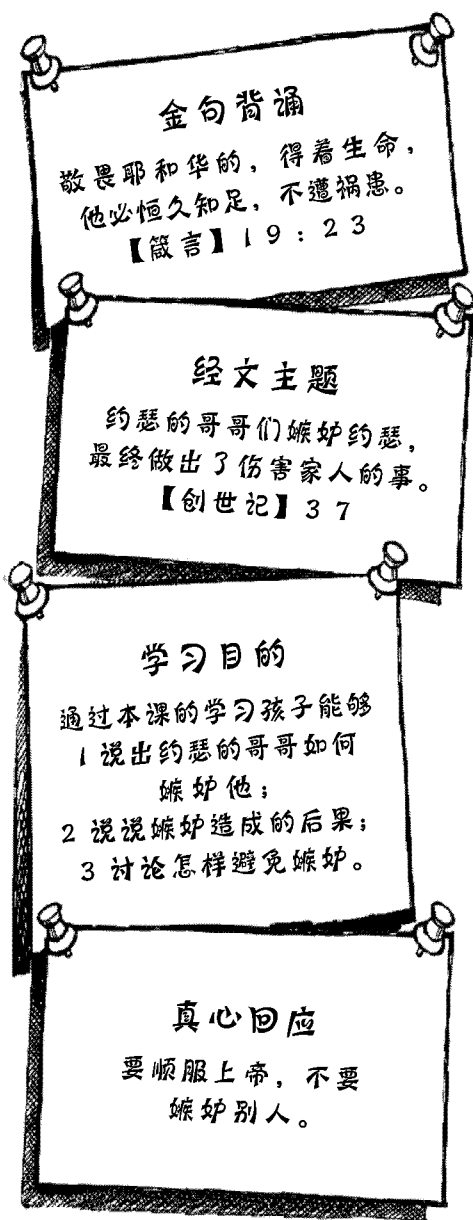 金句背诵
敬畏耶和华的，得着生命，
他必恒久知足，不遭祸患。
【箴言】19：23
经文主题
约瑟的哥哥们嫉妒约瑟，
最终做出了伤害家人的事。
【创世记】37
学习目的
通过本课的学习孩子能够
1 说出约瑟的哥哥如何
嫉妒他；
2 说说嫉妒造成的后果；
3 讨论怎样避免嫉妒。
真心回应
要顺服上帝，不要
嫉妒别人。